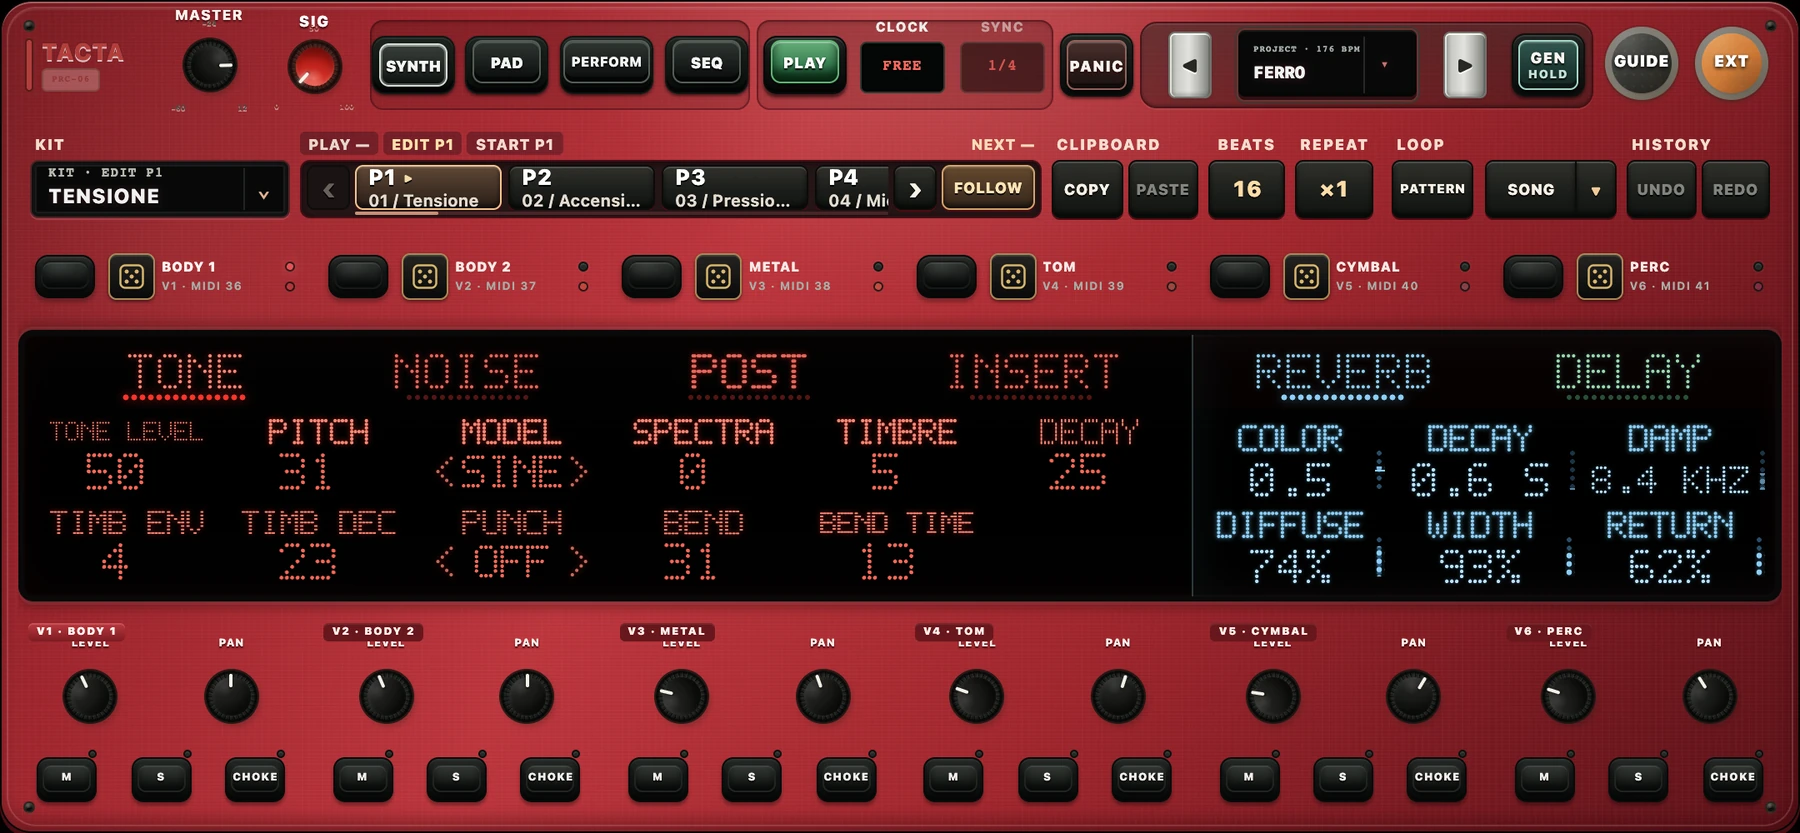 TACTA
PRC-D6
MASTER
-60
12
SIG
0
100
SYNTH
PAD
PERFORM
SEQ
PLAY
CLOCK
FREE
SYNC
1/4
PANIC
PROJECT · 176 BPM
FERRO
GEN
HOLD
GUIDE
EXT
KIT
KIT · EDIT P1
TENSIONE
PLAY —
EDIT P1
START P1
NEXT —
P1
01 / Tensione
P2
02 / Accensi...
P3
03 / Pressio...
P4
04 / Mi
FOLLOW
CLIPBOARD
COPY
PASTE
BEATS
16
REPEAT
×1
LOOP
PATTERN
SONG
HISTORY
UNDO
REDO
BODY 1
V1 · MIDI 36
BODY 2
V2 · MIDI 37
METAL
V3 · MIDI 38
TOM
V4 · MIDI 39
CYMBAL
V5 · MIDI 40
PERC
V6 · MIDI 41
TONE
NOISE
POST
INSERT
TONE LEVEL
PITCH
MODEL
SPECTRA
TIMBRE
DECAY
50
31
<SINE>
0
5
25
TIMB ENV
TIMB DEC
PUNCH
BEND
BEND TIME
4
23
< OFF >
31
13
REVERB
DELAY
COLOR
DECAY
DAMP
0.5
0.6 S
8.4 KHZ
DIFFUSE
WIDTH
RETURN
74%
93%
62%
V1 · BODY 1
LEVEL
PAN
V2 · BODY 2
LEVEL
PAN
V3 · METAL
LEVEL
PAN
V4 · TOM
LEVEL
PAN
V5 · CYMBAL
LEVEL
PAN
V6 · PERC
LEVEL
PAN
M
S
CHOKE
M
S
CHOKE
M
S
CHOKE
M
S
CHOKE
M
S
CHOKE
M
S
CHOKE